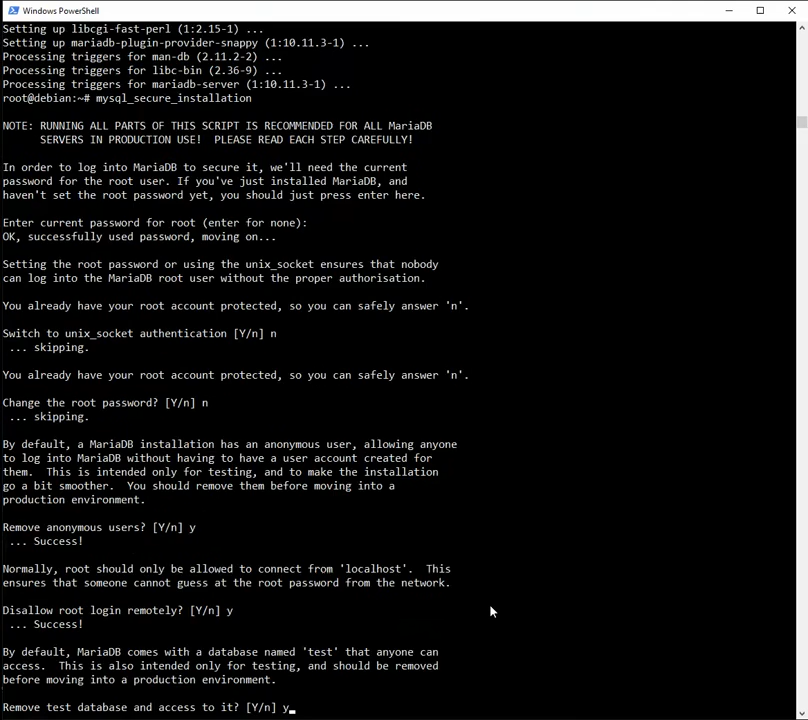 Windows PowerShell
Setting up libcgi-fast-perl (1:2.15-1) ...
Setting up mariadb-plugin-provider-snappy (1:10.11.3-1) ...
Processing triggers for man-db (2.11.2-2) ...
Processing triggers for libc-bin (2.36-9) ...
Processing triggers for mariadb-server (1:10.11.3-1) ...
root@debian:~# mysql_secure_installation

NOTE: RUNNING ALL PARTS OF THIS SCRIPT IS RECOMMENDED FOR ALL MariaDB
      SERVERS IN PRODUCTION USE!  PLEASE READ EACH STEP CAREFULLY!

In order to log into MariaDB to secure it, we'll need the current
password for the root user. If you've just installed MariaDB, and
haven't set the root password yet, you should just press enter here.

Enter current password for root (enter for none):
OK, successfully used password, moving on...

Setting the root password or using the unix_socket ensures that nobody
can log into the MariaDB root user without the proper authorisation.

You already have your root account protected, so you can safely answer 'n'.

Switch to unix_socket authentication [Y/n] n
 ... skipping.

You already have your root account protected, so you can safely answer 'n'.

Change the root password? [Y/n] n
 ... skipping.

By default, a MariaDB installation has an anonymous user, allowing anyone
to log into MariaDB without having to have a user account created for
them.  This is intended only for testing, and to make the installation
go a bit smoother.  You should remove them before moving into a
production environment.

Remove anonymous users? [Y/n] y
 ... Success!

Normally, root should only be allowed to connect from 'localhost'.  This
ensures that someone cannot guess at the root password from the network.

Disallow root login remotely? [Y/n] y
 ... Success!

By default, MariaDB comes with a database named 'test' that anyone can
access.  This is also intended only for testing, and should be removed
before moving into a production environment.

Remove test database and access to it? [Y/n] y